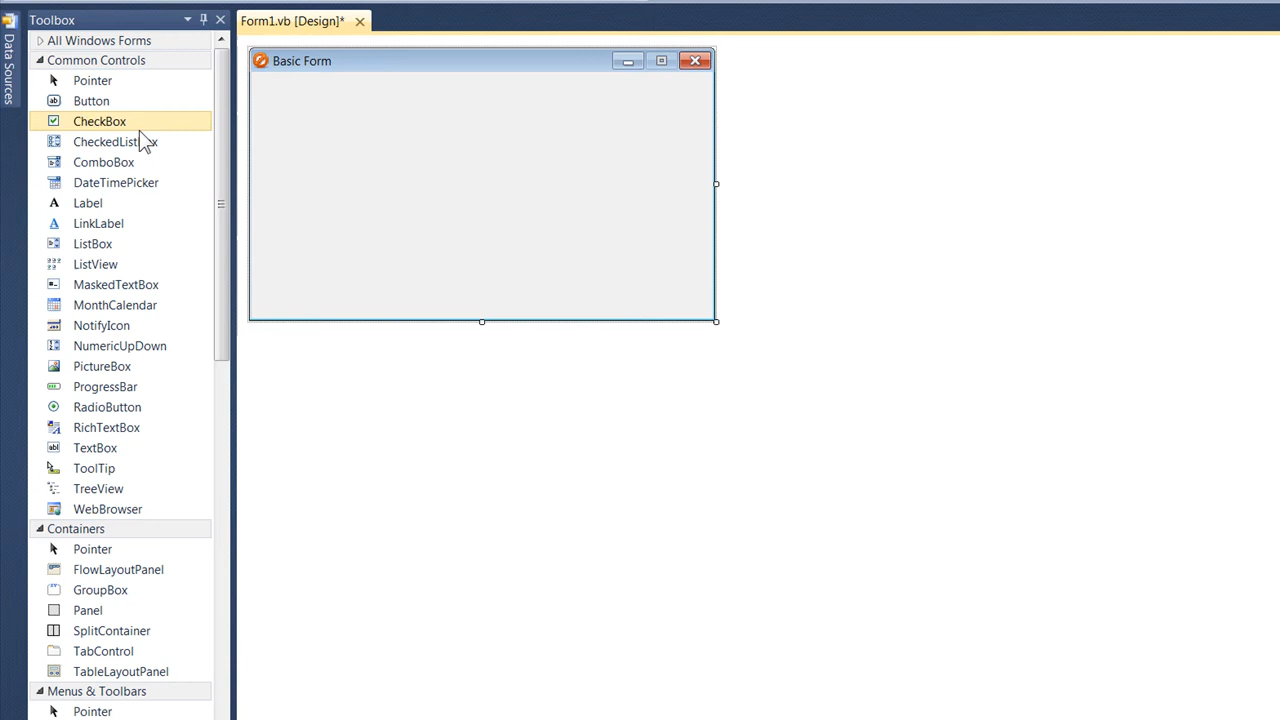 Data Sources
Toolbox
All Windows Forms
Common Controls
Pointer
Button
CheckBox
CheckedListBox
ComboBox
DateTimePicker
Label
LinkLabel
ListBox
ListView
MaskedTextBox
MonthCalendar
NotifyIcon
NumericUpDown
PictureBox
ProgressBar
RadioButton
RichTextBox
TextBox
ToolTip
TreeView
WebBrowser
Containers
Pointer
FlowLayoutPanel
GroupBox
Panel
SplitContainer
TabControl
TableLayoutPanel
Menus & Toolbars
Pointer
Form1.vb [Design]*
Basic Form